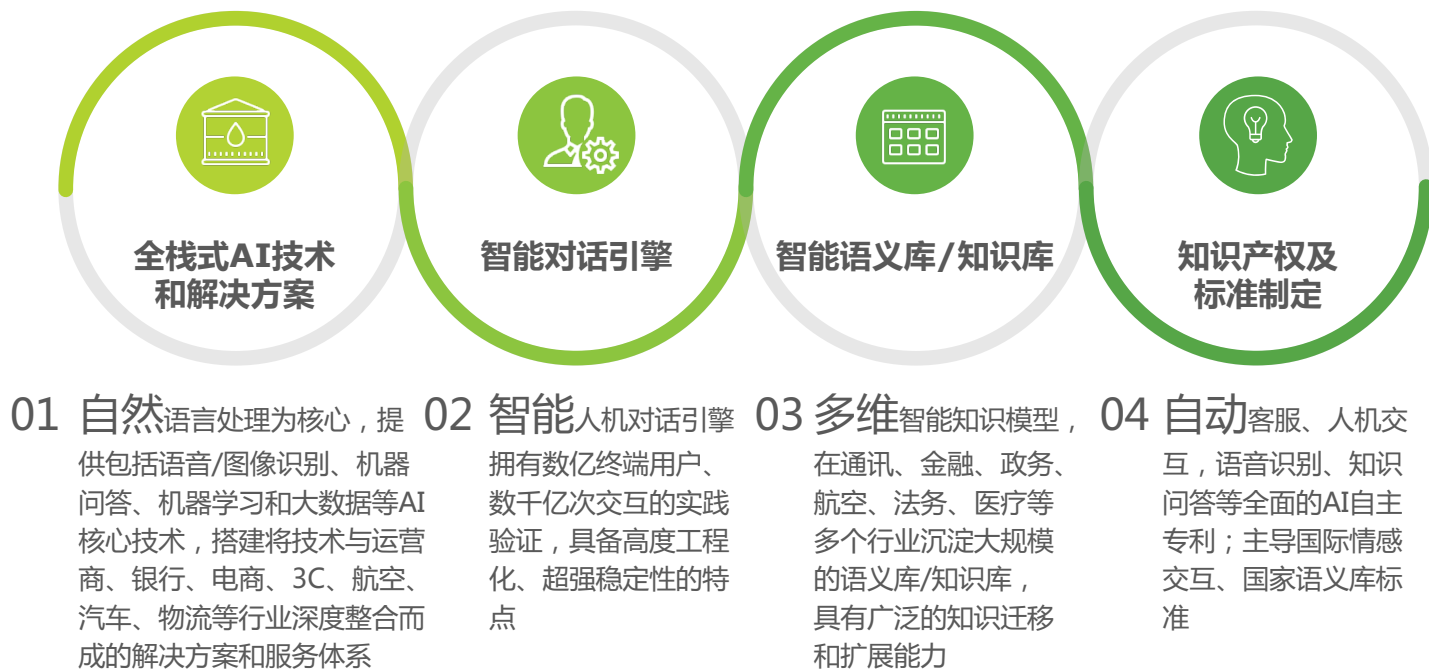 全栈式AI技术
和解决方案
智能对话引擎
智能语义库/知识库
知识产权及
标准制定
01 自然语言处理为核心，提
供包括语音/图像识别、机器
问答、机器学习和大数据等AI
核心技术，搭建将技术与运营
商、银行、电商、3C、航空、
汽车、物流等行业深度整合而
成的解决方案和服务体系
02 智能人机对话引擎
拥有数亿终端用户、
数千亿次交互的实践
验证，具备高度工程
化、超强稳定性的特
点
03 多维智能知识模型，
在通讯、金融、政务、
航空、法务、医疗等
多个行业沉淀大规模
的语义库/知识库，
具有广泛的知识迁移
和扩展能力
04 自动客服、人机交
互，语音识别、知识
问答等全面的AI自主
专利；主导国际情感
交互、国家语义库标
准